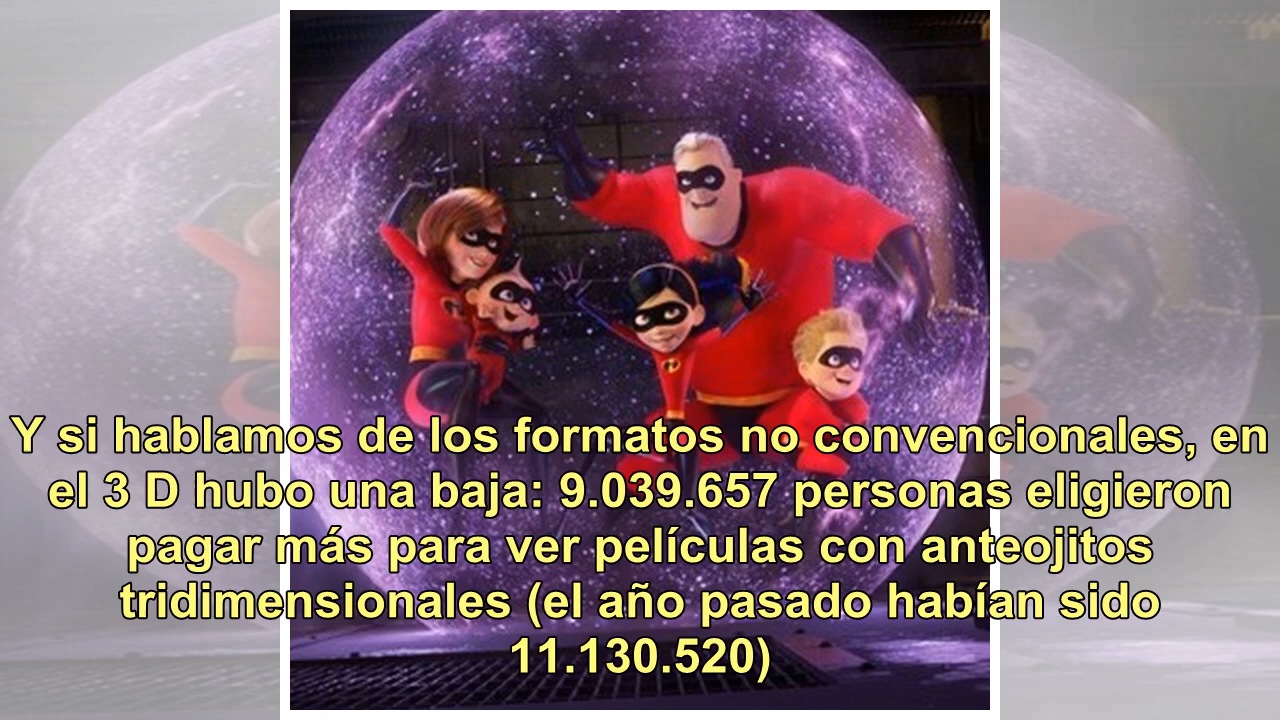 Y si hablamos de los formatos no convencionales, en
el 3 D hubo una baja: 9.039.657 personas eligieron
pagar más para ver películas con anteojitos
tridimensionales (el año pasado habían sido
11.130.520)